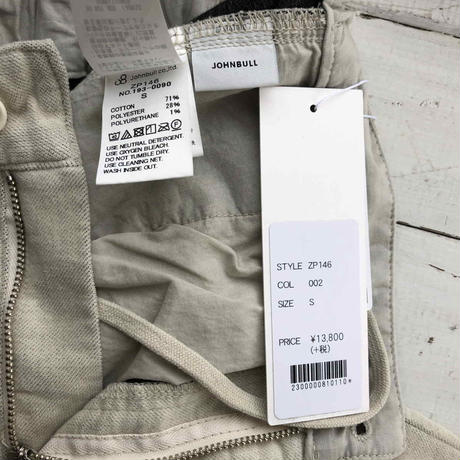 Johnbull co.,ltd.
ZP146
NO.193-0090
S
COTTON 71%
POLYESTER 28%
POLYURETHANE 1%
USE NEUTRAL DETERGENT.
USE OXYGEN BLEACH.
DO NOT TUMBLE DRY.
USE CLEANING NET.
WASH INSIDE OUT.
JOHNBULL
STYLE ZP146
COL 002
SIZE S
PRICE ¥13,800
(+税)
2300000810110*